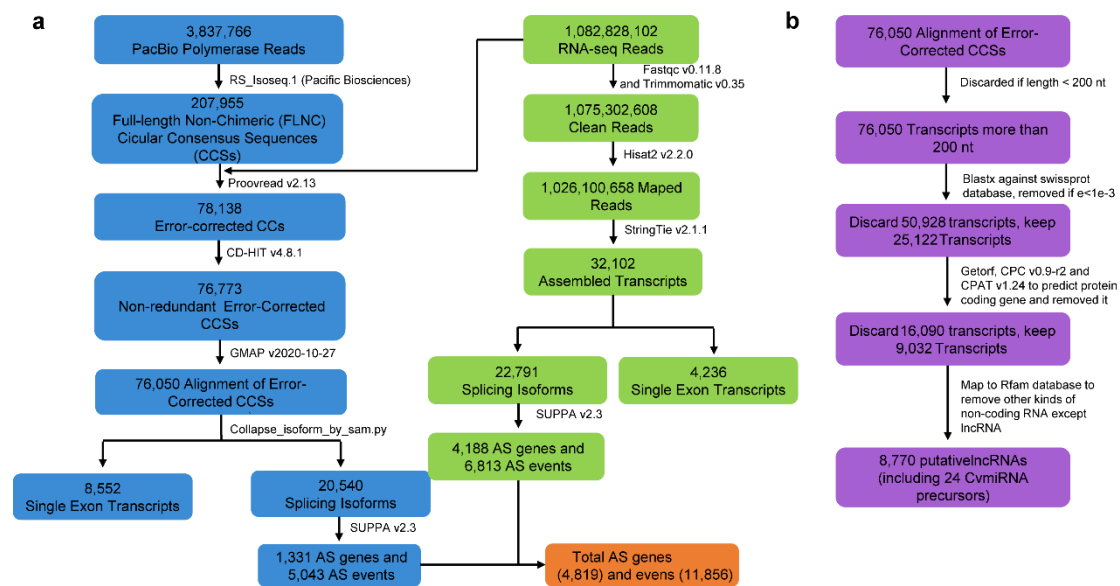 a
3,837,766
PacBio Polymerase Reads
RS_Isoseq.1 (Pacific Biosciences)
207,955
Full-length Non-Chimeric (FLNC)
Cicular Consensus Sequences
(CCSs)
Proovread v2.13
78,138
Error-corrected CCs
CD-HIT v4.8.1
76,773
Non-redundant Error-Corrected
CCSs
GMAP v2020-10-27
76,050 Alignment of Error-
Corrected CCSs
Collapse_isoform_by_sam.py
8,552
Single Exon Transcripts
20,540
Splicing Isoforms
SUPPA v2.3
1,331 AS genes and
5,043 AS events
1,082,828,102
RNA-seq Reads
Fastqc v0.11.8
and Trimmomatic v0.35
1,075,302,608
Clean Reads
Hisat2 v2.2.0
1,026,100,658 Maped
Reads
StringTie v2.1.1
32,102
Assembled Transcripts
22,791
Splicing Isoforms
4,236
Single Exon Transcripts
SUPPA v2.3
4,188 AS genes and
6,813 AS events
Total AS genes
(4,819) and evens (11,856)
b
76,050 Alignment of Error-
Corrected CCSs
Discarded if length < 200 nt
76,050 Transcripts more than
200 nt
Blastx against swissprot
database, removed if e<1e-3
Discard 50,928 transcripts, keep
25,122 Transcripts
Getorf, CPC v0.9-r2 and
CPAT v1.24 to predict protein
coding gene and removed it
Discard 16,090 transcripts, keep
9,032 Transcripts
Map to Rfam database to
remove other kinds of
non-coding RNA except
lncRNA
8,770 putativelncRNAs
(including 24 CvmiRNA
precursors)